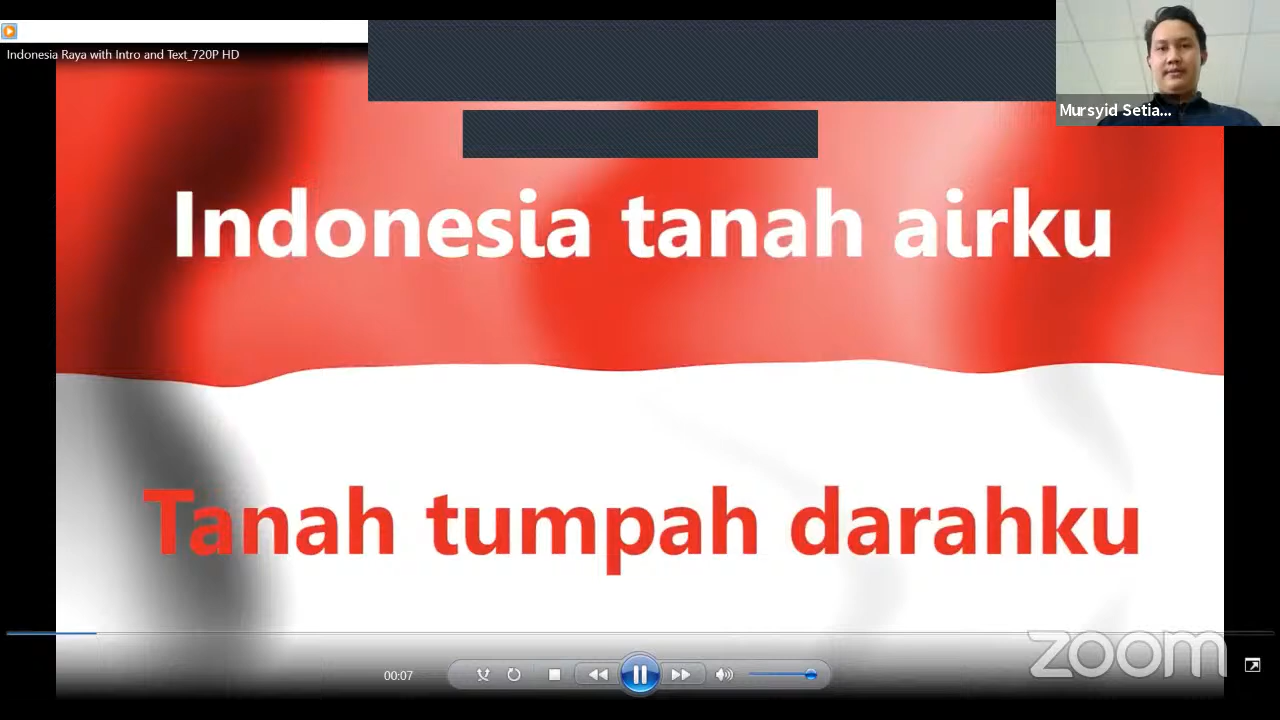 Indonesia Raya with Intro and Text_720P HD
Mursyid Setia...
Indonesia tanah airku
Tanah tumpah darahku
00:07
zoom